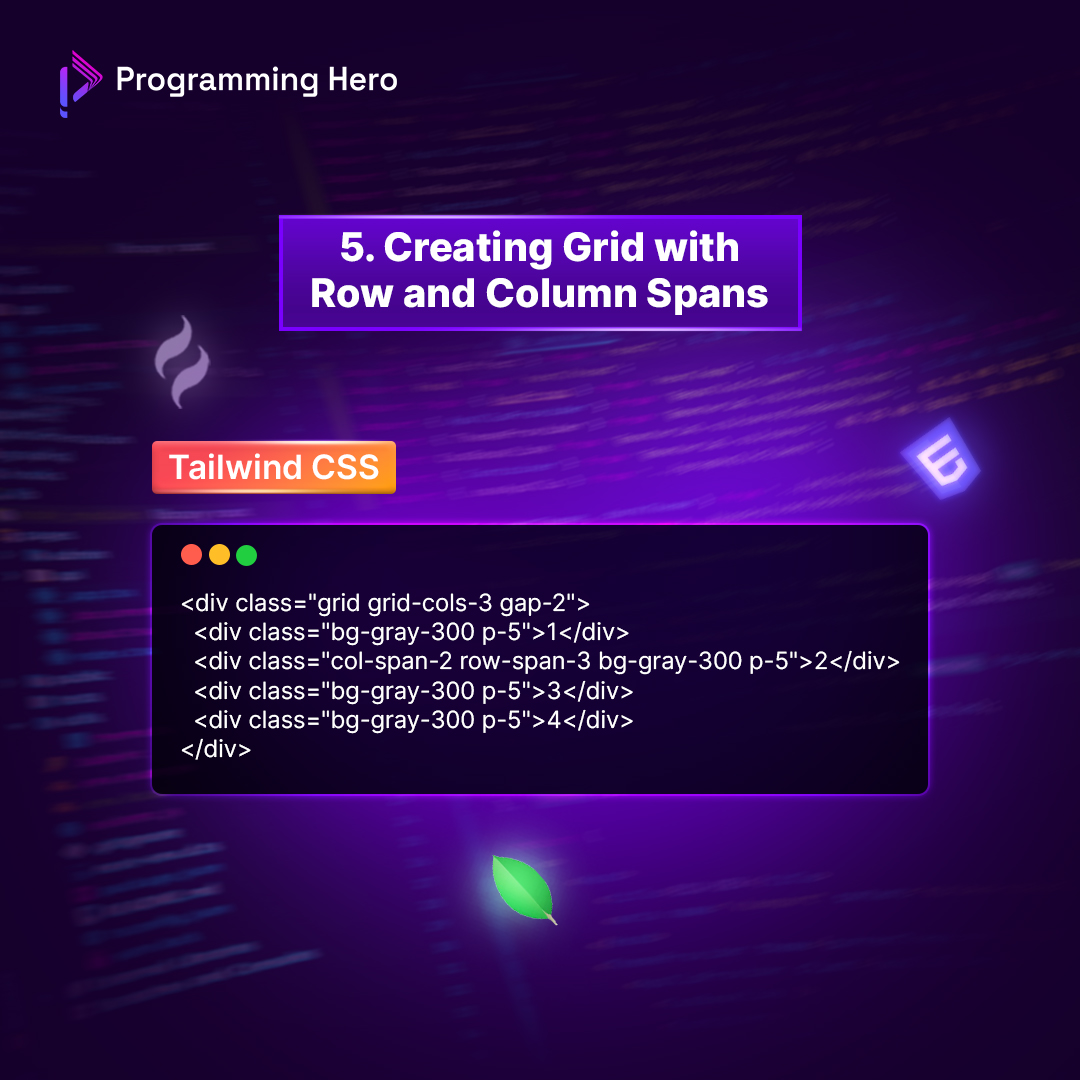 Programming Hero
5. Creating Grid with
Row and Column Spans
Tailwind CSS
<div class="grid grid-cols-3 gap-2">
  <div class="bg-gray-300 p-5">1</div>
  <div class="col-span-2 row-span-3 bg-gray-300 p-5">2</div>
  <div class="bg-gray-300 p-5">3</div>
  <div class="bg-gray-300 p-5">4</div>
</div>